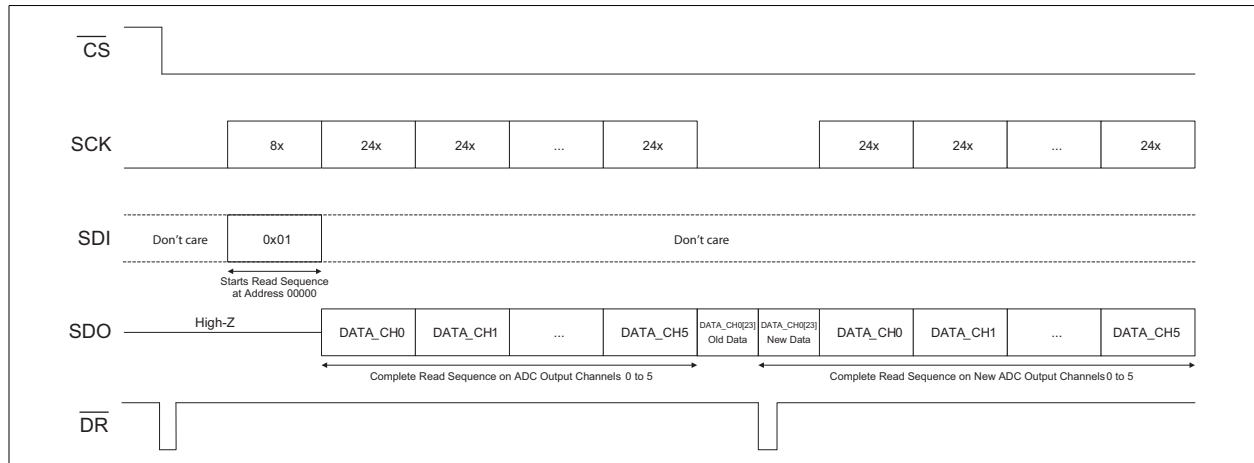 CS
SCK
8x
24x
24x
...
24x
24x
24x
...
24x
SDI
Don't care
0x01
Don't care
Starts Read Sequence
at Address 00000
SDO
High-Z
DATA_CH0
DATA_CH1
...
DATA_CH5
DATA_CH0[23]
Old Data
DATA_CH0[23]
New Data
DATA_CH0
DATA_CH1
...
DATA_CH5
Complete Read Sequence on ADC Output Channels 0 to 5
Complete Read Sequence on New ADC Output Channels 0 to 5
DR